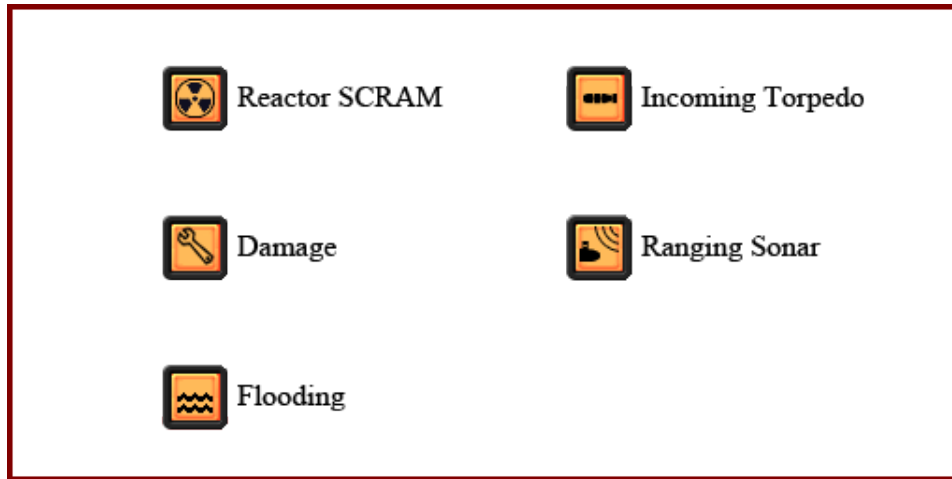 Reactor SCRAM
Incoming Torpedo
Damage
Ranging Sonar
Flooding